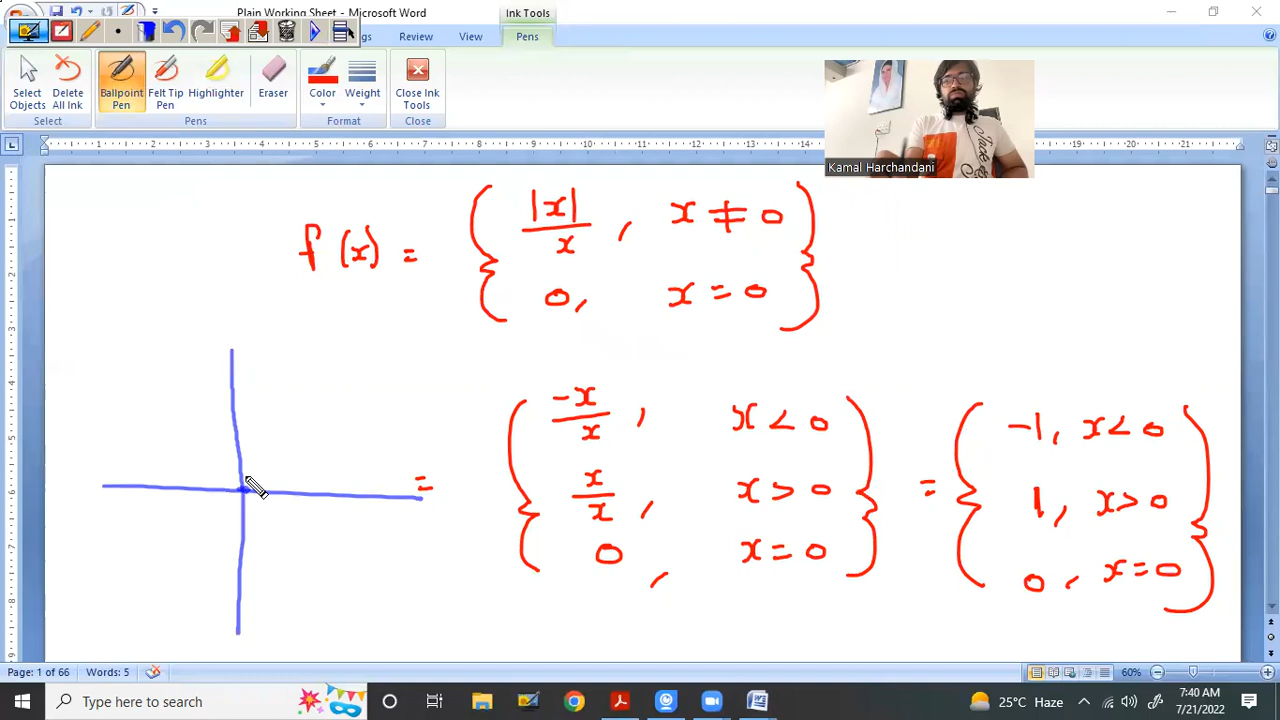 Plain Working Sheet - Microsoft Word
Ink Tools
Review View Pens
Select Objects
Delete All Ink
Ballpoint Pen
Felt Tip Pen
Highlighter
Eraser
Color
Weight
Close Ink Tools
Select
Pens
Format
Close
Kamal Harchandani
f(x) = { |x|/x , x ≠ 0
0, x = 0 }
= { -x/x , x < 0
x/x , x > 0
0 , x = 0 }
= { -1, x < 0
1, x > 0
0, x = 0 }
Page: 1 of 66 Words: 5 60%
Type here to search
25°C Haze
7:40 AM
7/21/2022